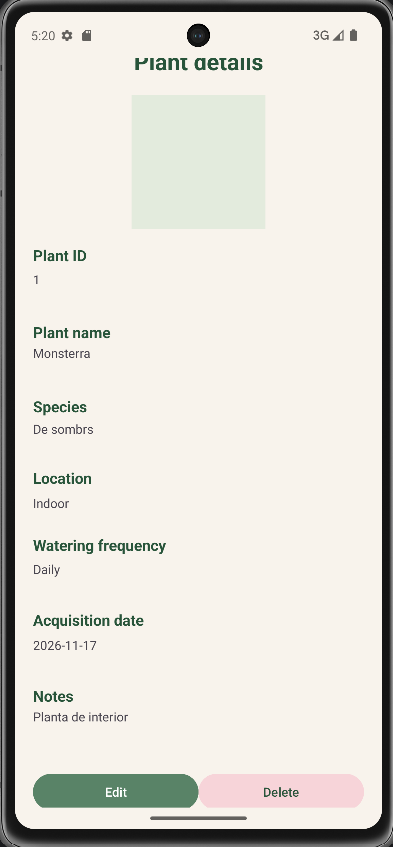 5:20 3G
Plant details
Plant ID
1
Plant name
Monsterra
Species
De sombrs
Location
Indoor
Watering frequency
Daily
Acquisition date
2026-11-17
Notes
Planta de interior
Edit Delete